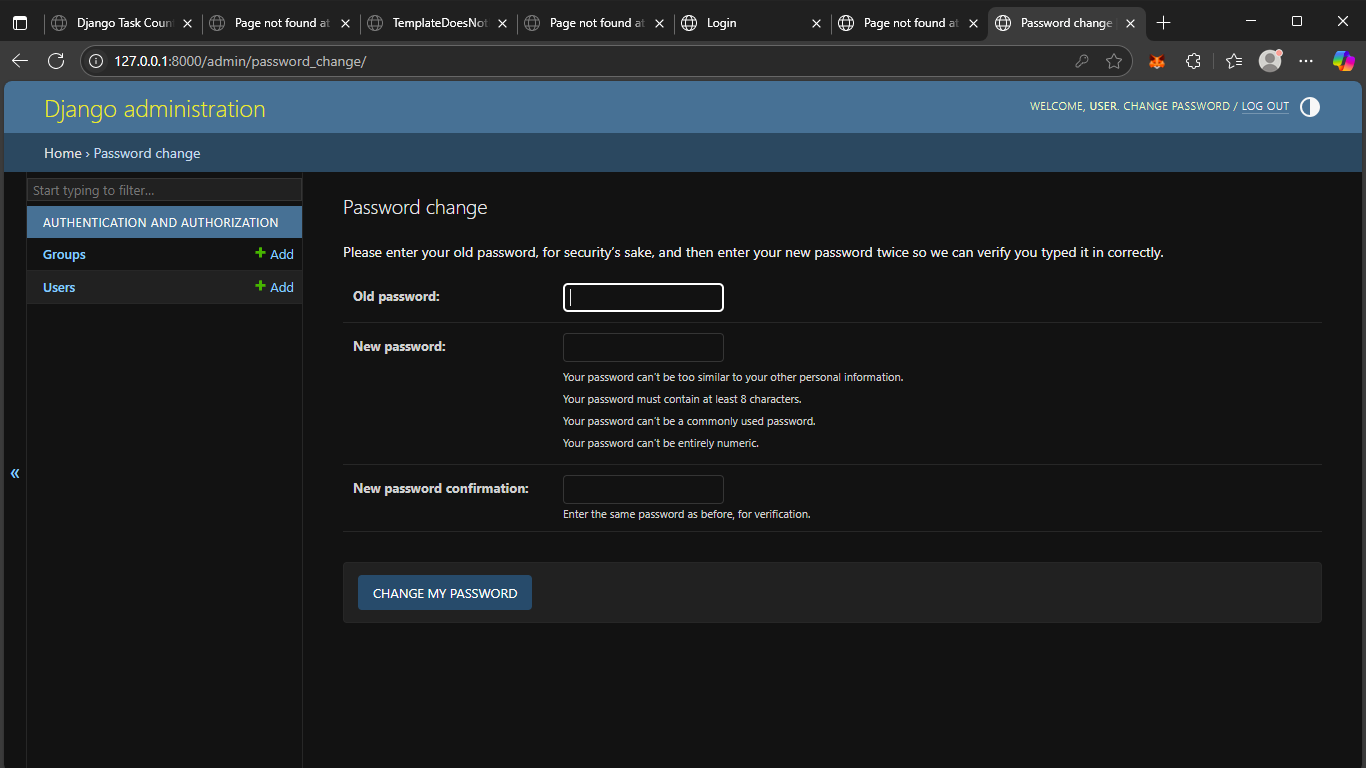 Django Task Coun
Page not found at
TemplateDoesNot
Page not found at
Login
Page not found at
Password change
127.0.0.1:8000/admin/password_change/
Django administration
WELCOME, USER. CHANGE PASSWORD / LOG OUT
Home › Password change
Start typing to filter...
AUTHENTICATION AND AUTHORIZATION
Groups + Add
Users + Add
«
Password change
Please enter your old password, for security’s sake, and then enter your new password twice so we can verify you typed it in correctly.
Old password:
New password:
Your password can’t be too similar to your other personal information.
Your password must contain at least 8 characters.
Your password can’t be a commonly used password.
Your password can’t be entirely numeric.
New password confirmation:
Enter the same password as before, for verification.
CHANGE MY PASSWORD